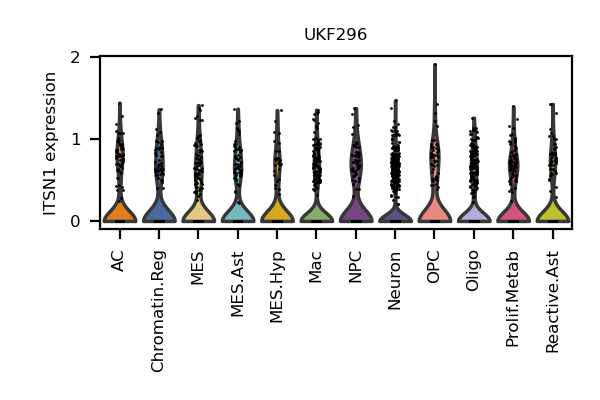 UKF296
ITSN1 expression
2
1
0
AC
Chromatin.Reg
MES
MES.Ast
MES.Hyp
Mac
NPC
Neuron
OPC
Oligo
Prolif.Metab
Reactive.Ast